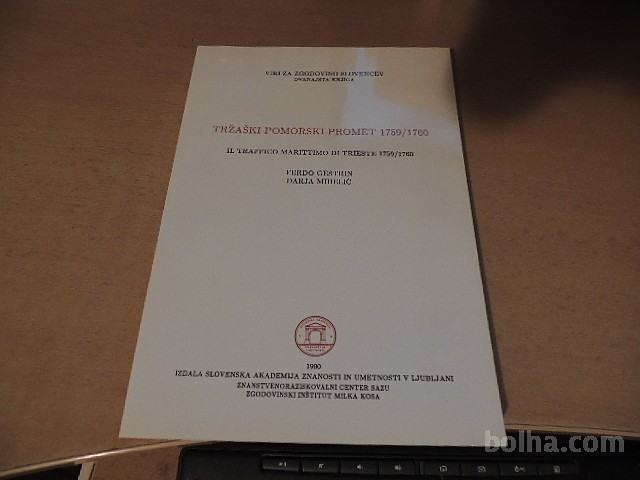 VIRI ZA ZGODOVINO SLOVENCEV
DVANAJSTA KNJIGA
TRŽAŠKI POMORSKI PROMET 1759/1760
IL TRAFFICO MARITTIMO DI TRIESTE 1759/1760
FERDO GESTRIN
DARJA MIHELIČ
1990
IZDALA SLOVENSKA AKADEMIJA ZNANOSTI IN UMETNOSTI V LJUBLJANI
ZNANSTVENORAZISKOVALNI CENTER SAZU
ZGODOVINSKI INŠTITUT MILKA KOSA
bolha.com